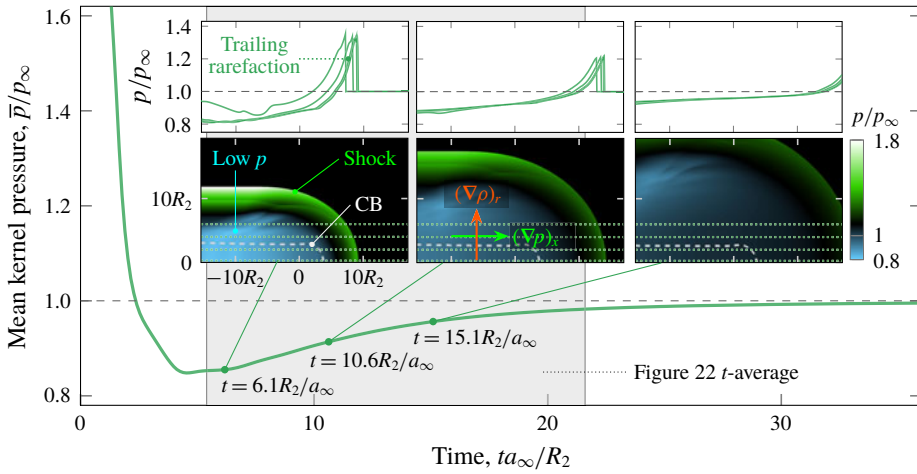 1.6
1.4
1.2
1.0
0.8
Mean kernel pressure, p̅/p∞
0
10
20
30
Time, ta∞/R₂
1.4
1.2
1.0
0.8
p/p∞
Trailing
rarefaction
p/p∞
1.8
1
0.8
10R₂
0
−10R₂
0
10R₂
Low p
Shock
CB
(∇ρ)ᵣ
(∇p)ₓ
t = 6.1R₂/a∞
t = 10.6R₂/a∞
t = 15.1R₂/a∞
Figure 22 t-average